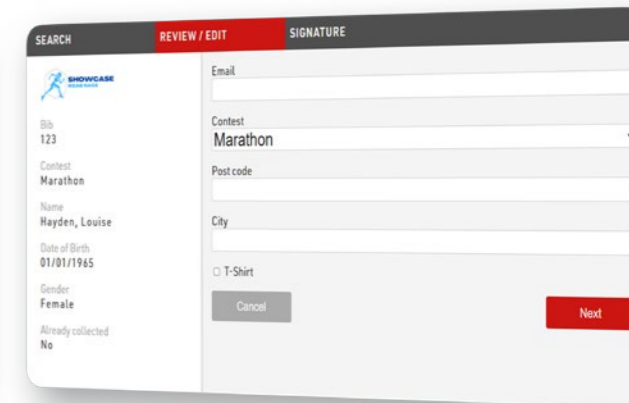 SEARCH
REVIEW / EDIT
SIGNATURE
SHOWCASE
Bib
123
Contest
Marathon
Name
Hayden, Louise
Date of Birth
01/01/1965
Gender
Female
Already collected
No
Email
Contest
Marathon
Post code
City
T-Shirt
Cancel
Next